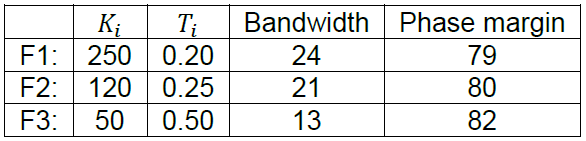 Kᵢ Tᵢ Bandwidth Phase margin
F1: 250 0.20 24 79
F2: 120 0.25 21 80
F3: 50 0.50 13 82